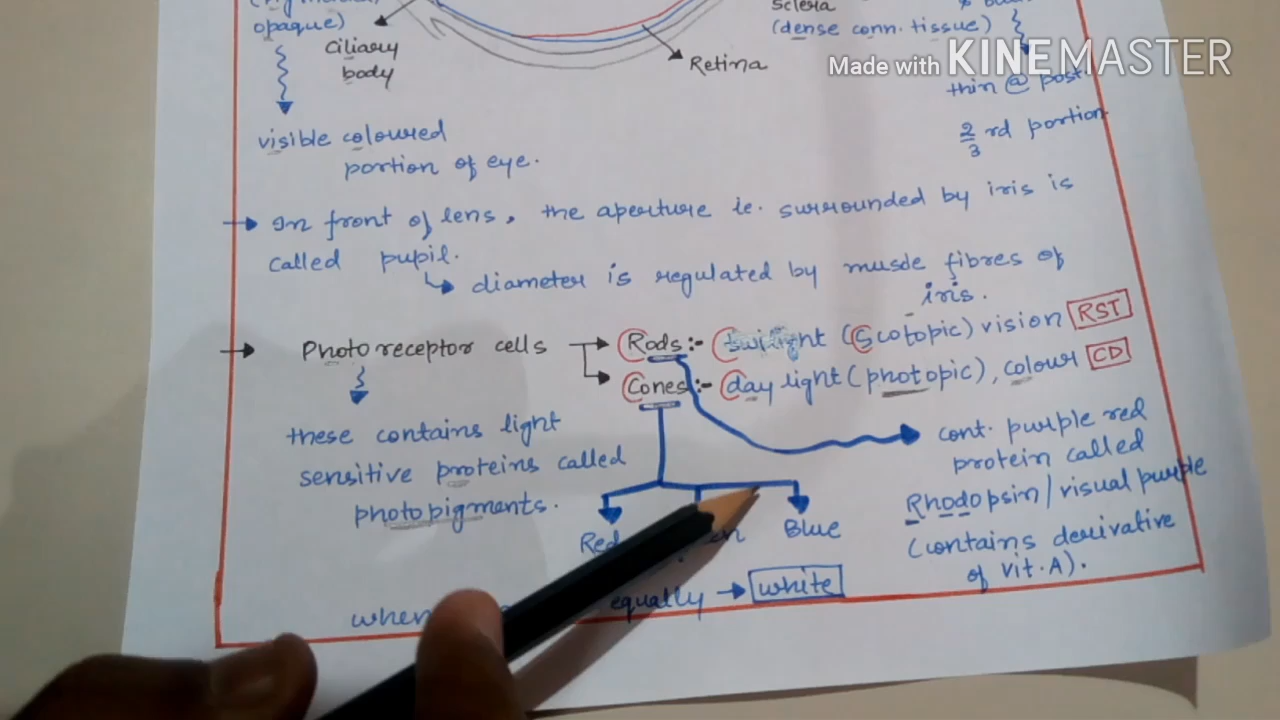 opaque)
Ciliary
body
Retina
Sclera
(dense conn. tissue)
Made with KINEMASTER
thin @ post.
2/3 rd portion
visible coloured
portion of eye.
In front of lens, the aperture ie. surrounded by iris is
called pupil.
diameter is regulated by muscle fibres of
iris.
Photoreceptor cells
Rods:- twilight (Scotopic) vision RST
Cones:- day light (photopic), colour CD
these contains light
sensitive proteins called
photopigments.
cont. purple red
protein called
Rhodopsin/visual purple
(contains derivative
of vit.A).
Red
Blue
when equally → white